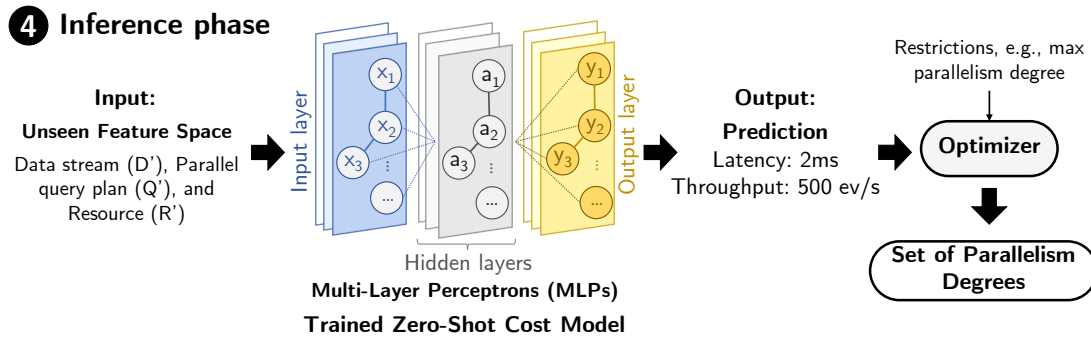 4 Inference phase
Input:
Unseen Feature Space
Data stream (D'), Parallel
query plan (Q'), and
Resource (R')
Input layer
x1
x2
x3
...
...
a1
a2
a3
...
...
Hidden layers
y1
y2
y3
...
...
Output layer
Multi-Layer Perceptrons (MLPs)
Trained Zero-Shot Cost Model
Output:
Prediction
Latency: 2ms
Throughput: 500 ev/s
Restrictions, e.g., max
parallelism degree
Optimizer
Set of Parallelism
Degrees